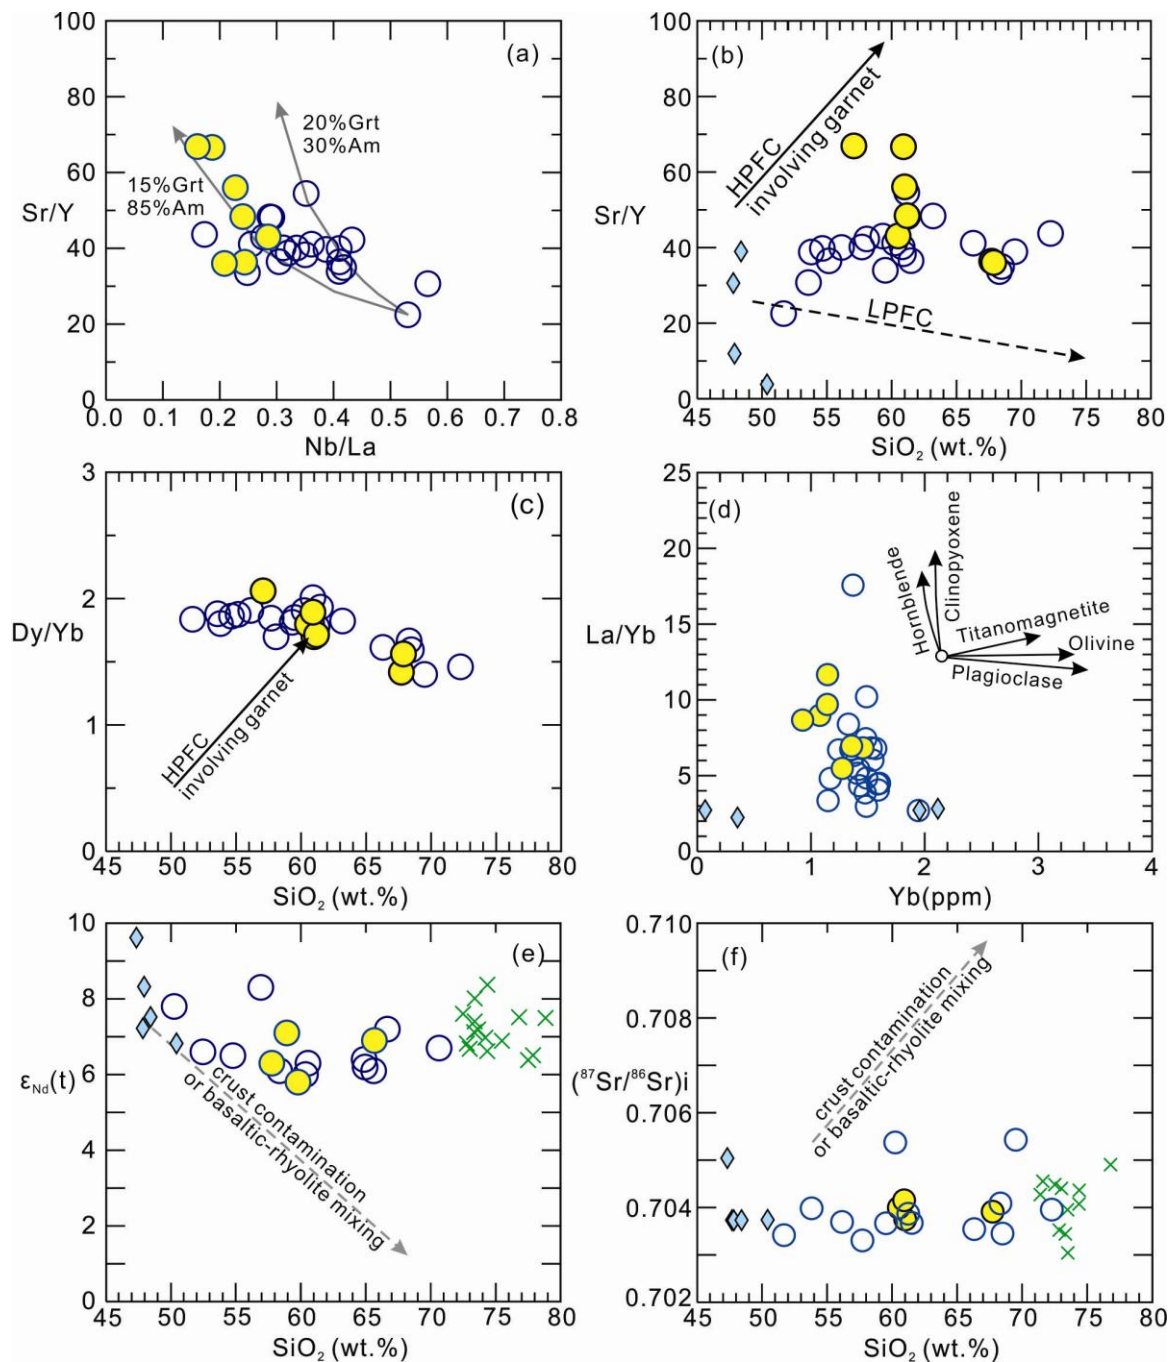 (a)
100
80
60
Sr/Y
40
20
0
0.0 0.1 0.2 0.3 0.4 0.5 0.6 0.7 0.8
Nb/La
20%Grt
30%Am
15%Grt
85%Am
(b)
100
80
60
Sr/Y
40
20
0
45 50 55 60 65 70 75 80
SiO₂ (wt.%)
HPFC
involving garnet
LPFC
(c)
3
2
Dy/Yb
1
0
45 50 55 60 65 70 75 80
SiO₂ (wt.%)
HPFC
involving garnet
(d)
25
20
15
La/Yb
10
5
0
0 1 2 3 4
Yb(ppm)
Hornblende
Clinopyoxene
Titanomagnetite
Olivine
Plagioclase
(e)
10
8
6
εNd(t)
4
2
0
45 50 55 60 65 70 75 80
SiO₂ (wt.%)
crust contamination
or basaltic-rhyolite mixing
(f)
0.710
0.708
(⁸⁷Sr/⁸⁶Sr)i
0.706
0.704
0.702
45 50 55 60 65 70 75 80
SiO₂ (wt.%)
crust contamination
or basaltic-rhyolite mixing